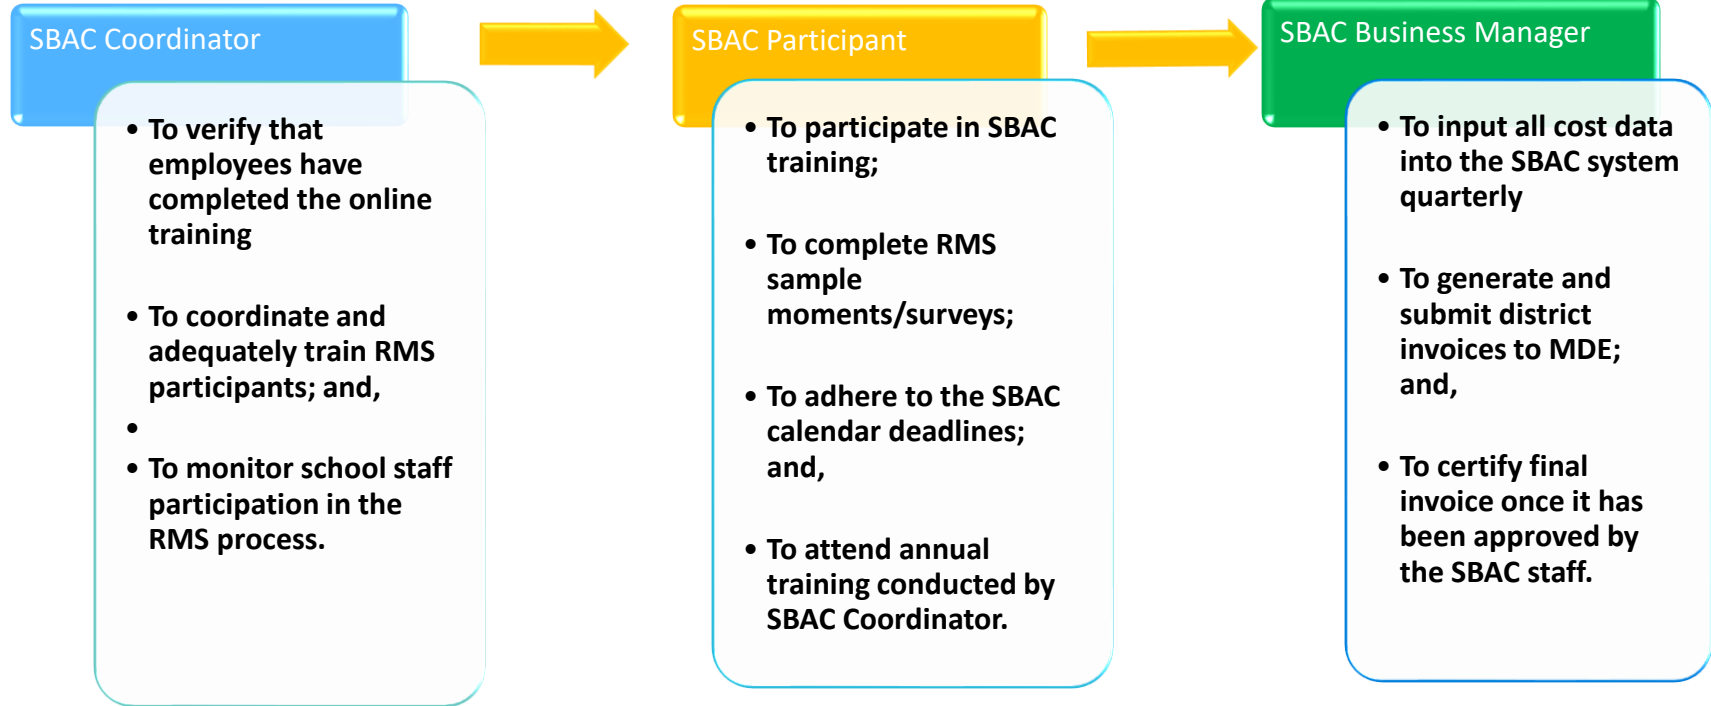 SBAC Coordinator
• To verify that
employees have
completed the online
training
• To coordinate and
adequately train RMS
participants; and,
•
• To monitor school staff
participation in the
RMS process.
SBAC Participant
• To participate in SBAC
training;
• To complete RMS
sample
moments/surveys;
• To adhere to the SBAC
calendar deadlines;
and,
• To attend annual
training conducted by
SBAC Coordinator.
SBAC Business Manager
• To input all cost data
into the SBAC system
quarterly
• To generate and
submit district
invoices to MDE;
and,
• To certify final
invoice once it has
been approved by
the SBAC staff.